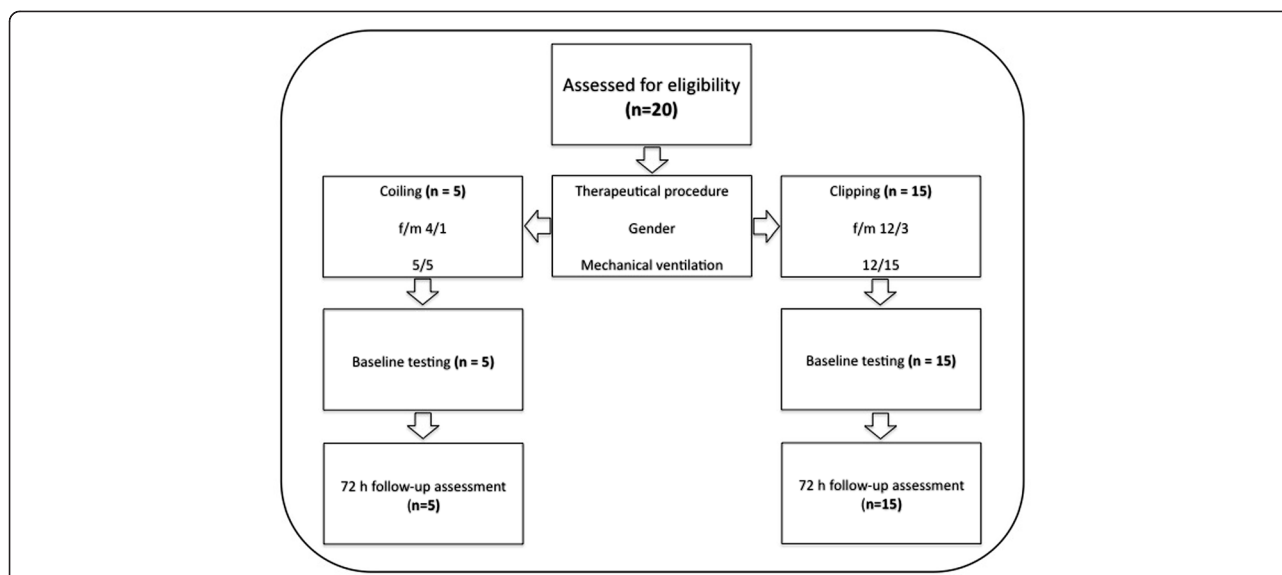 Assessed for eligibility
(n=20)
Coiling (n = 5)
f/m 4/1
5/5
Therapeutical procedure
Gender
Mechanical ventilation
Clipping (n = 15)
f/m 12/3
12/15
Baseline testing (n = 5)
Baseline testing (n = 15)
72 h follow-up assessment
(n=5)
72 h follow-up assessment
(n=15)